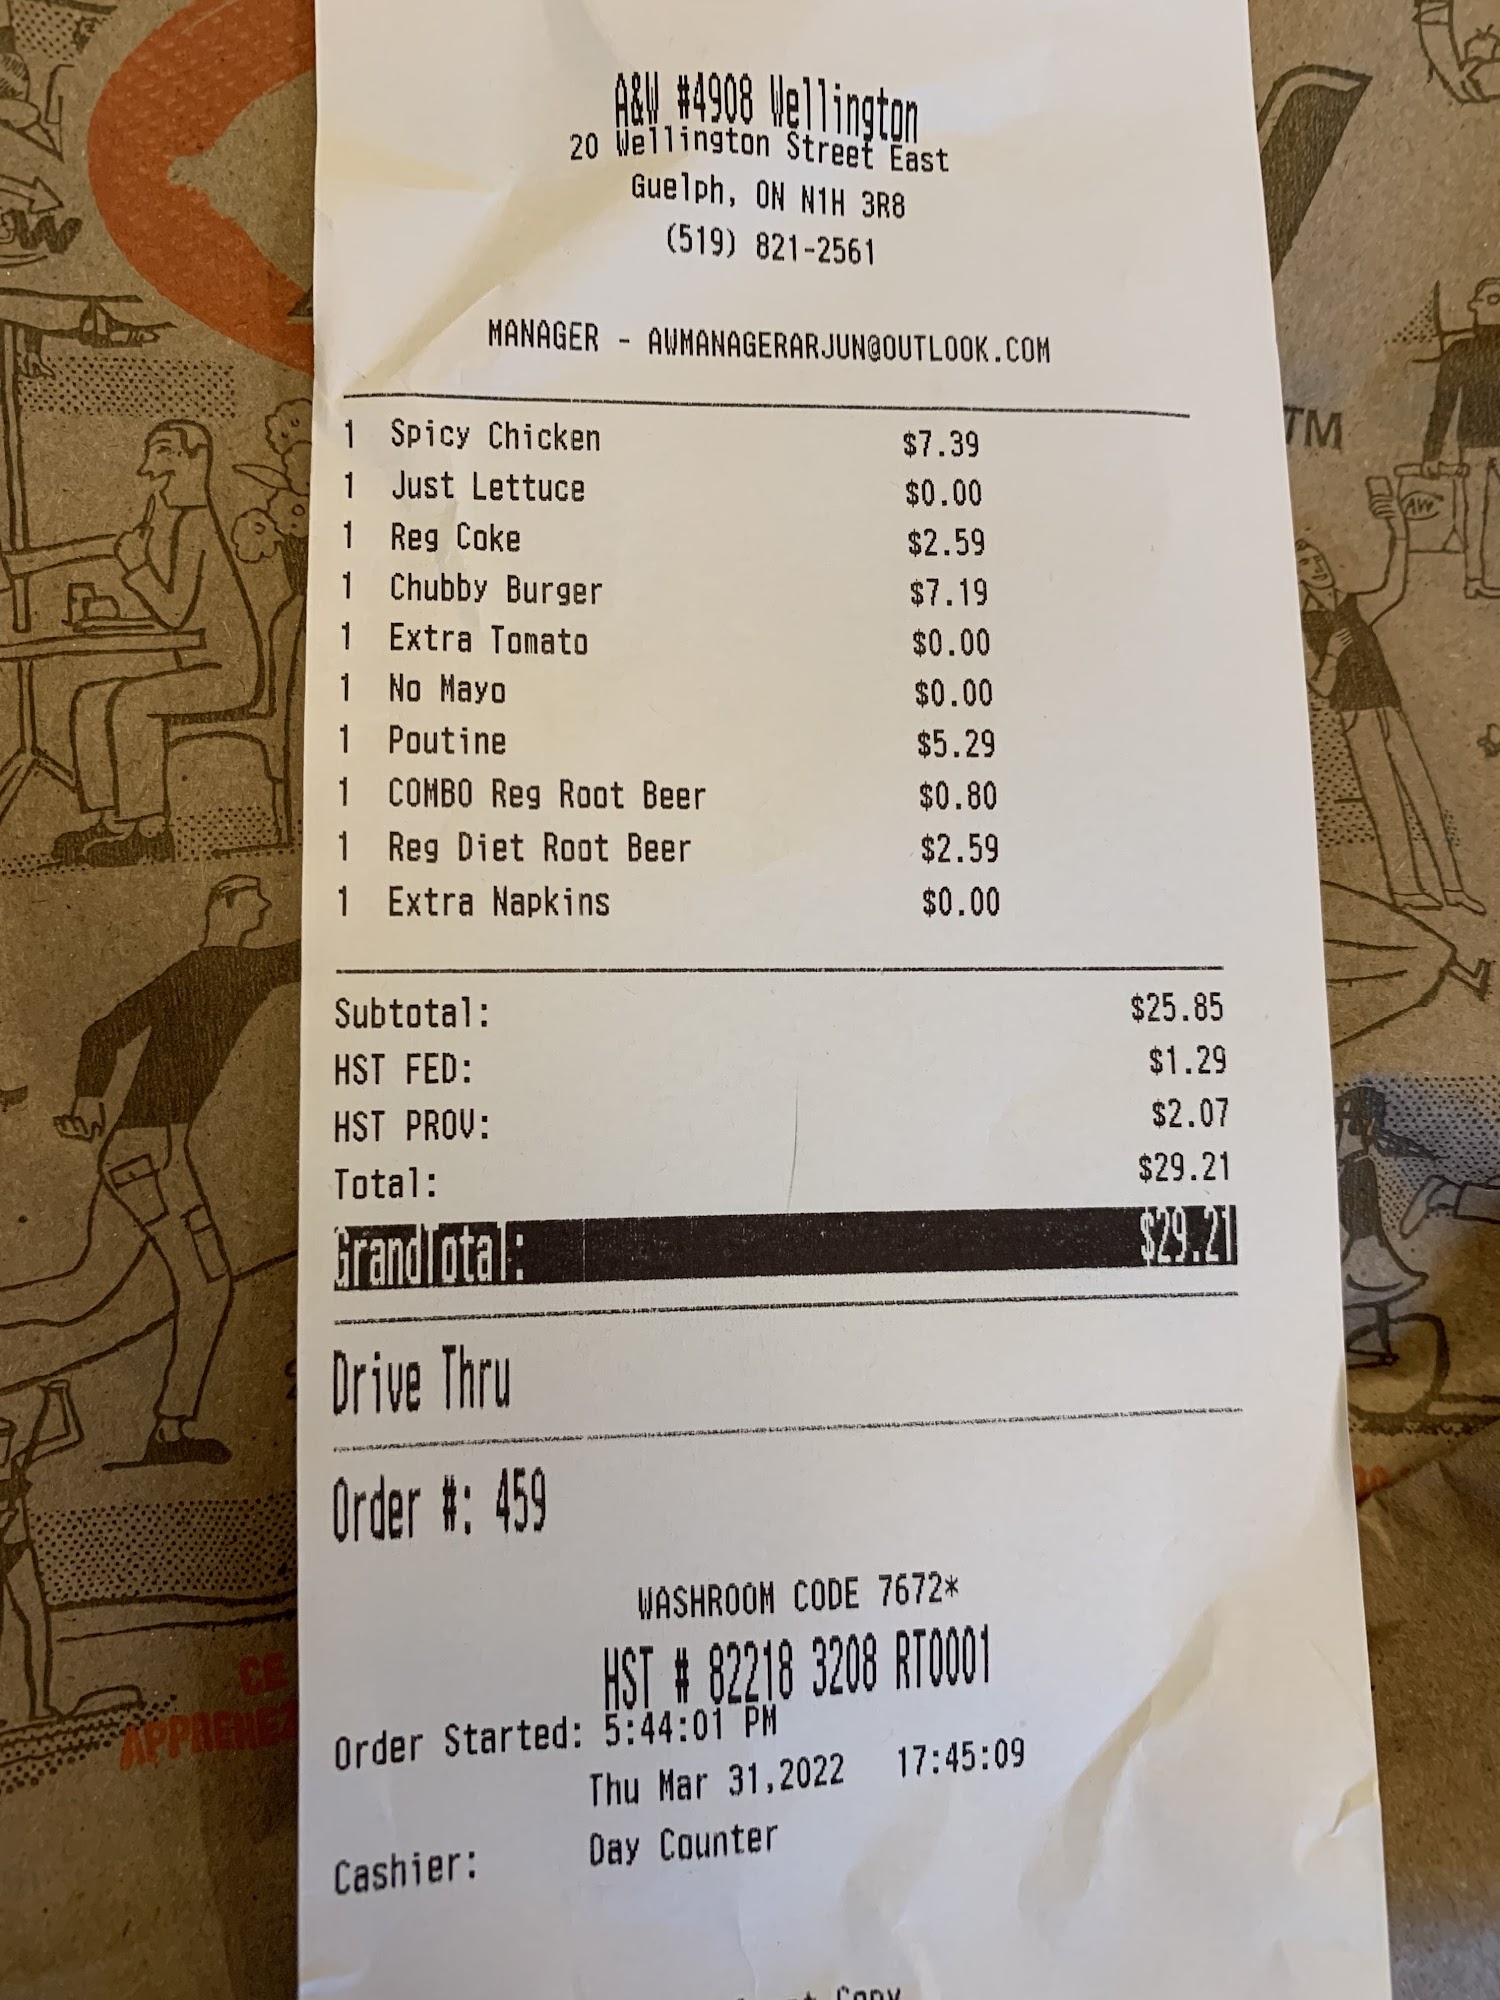 A&W #4908 Wellington
20 Wellington Street East
Guelph, ON N1H 3R8
(519) 821-2561
MANAGER - AWMANAGERARJUN@OUTLOOK.COM
1 Spicy Chicken $7.39
1 Just Lettuce $0.00
1 Reg Coke $2.59
1 Chubby Burger $7.19
1 Extra Tomato $0.00
1 No Mayo $0.00
1 Poutine $5.29
1 COMBO Reg Root Beer $0.80
1 Reg Diet Root Beer $2.59
1 Extra Napkins $0.00
Subtotal: $25.85
HST FED: $1.29
HST PROV: $2.07
Total: $29.21
GrandTotal: $29.21
Drive Thru
Order #: 459
WASHROOM CODE 7672*
HST # 82218 3208 RT0001
Order Started: 5:44:01 PM
Thu Mar 31,2022 17:45:09
Cashier: Day Counter
Copy
TM
AW
CE
APPRENEZ